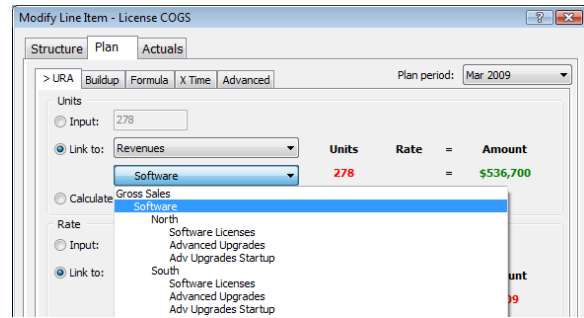 Modify Line Item - License COGS
Structure Plan Actuals
> URA Buildup Formula X Time Advanced Plan period: Mar 2009
Units
Input: 278
Link to: Revenues Units Rate = Amount
Software 278 = $536,700
Calculate Gross Sales
Software
Rate North
Software Licenses
Input: Advanced Upgrades
Adv Upgrades Startup
Link to: South
Software Licenses
Advanced Upgrades
Adv Upgrades Startup